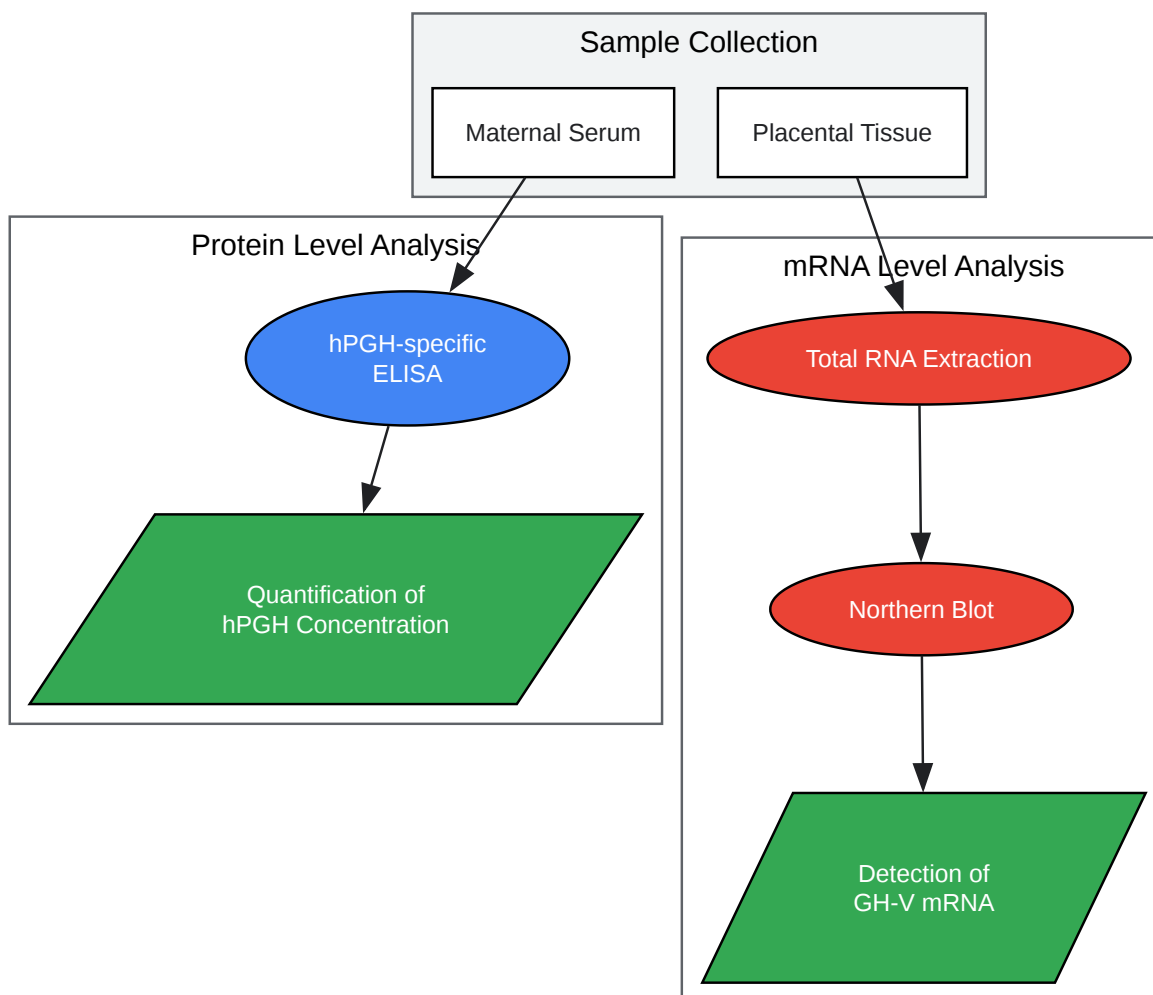 Sample Collection
Maternal Serum
Placental Tissue
Protein Level Analysis
hPGH-specific
ELISA
Quantification of
hPGH Concentration
mRNA Level Analysis
Total RNA Extraction
Northern Blot
Detection of
GH-V mRNA